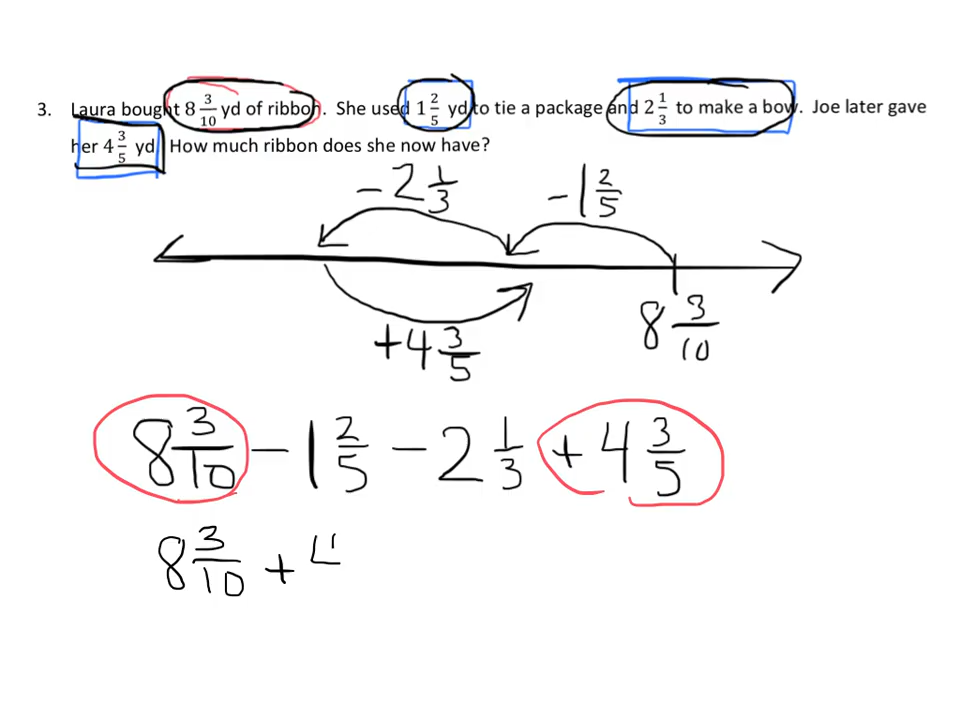 3. Laura bought 8 3/10 yd of ribbon. She used 1 2/5 yd to tie a package and 2 1/3 to make a bow. Joe later gave
her 4 3/5 yd. How much ribbon does she now have?
- 2 1/3 - 1 2/5
+ 4 3/5 8 3/10
8 3/10 - 1 2/5 - 2 1/3 + 4 3/5
8 3/10 + 4